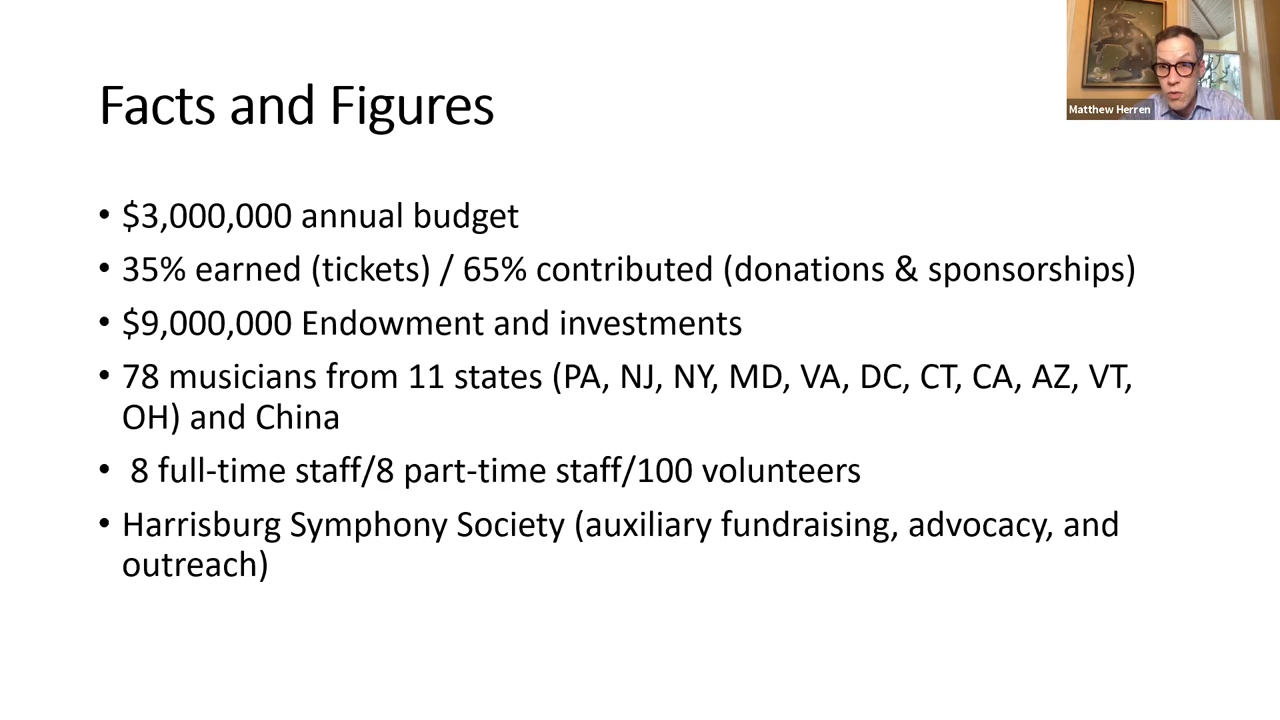 Matthew Herren
Facts and Figures
• $3,000,000 annual budget
• 35% earned (tickets) / 65% contributed (donations & sponsorships)
• $9,000,000 Endowment and investments
• 78 musicians from 11 states (PA, NJ, NY, MD, VA, DC, CT, CA, AZ, VT,
OH) and China
• 8 full-time staff/8 part-time staff/100 volunteers
• Harrisburg Symphony Society (auxiliary fundraising, advocacy, and
outreach)